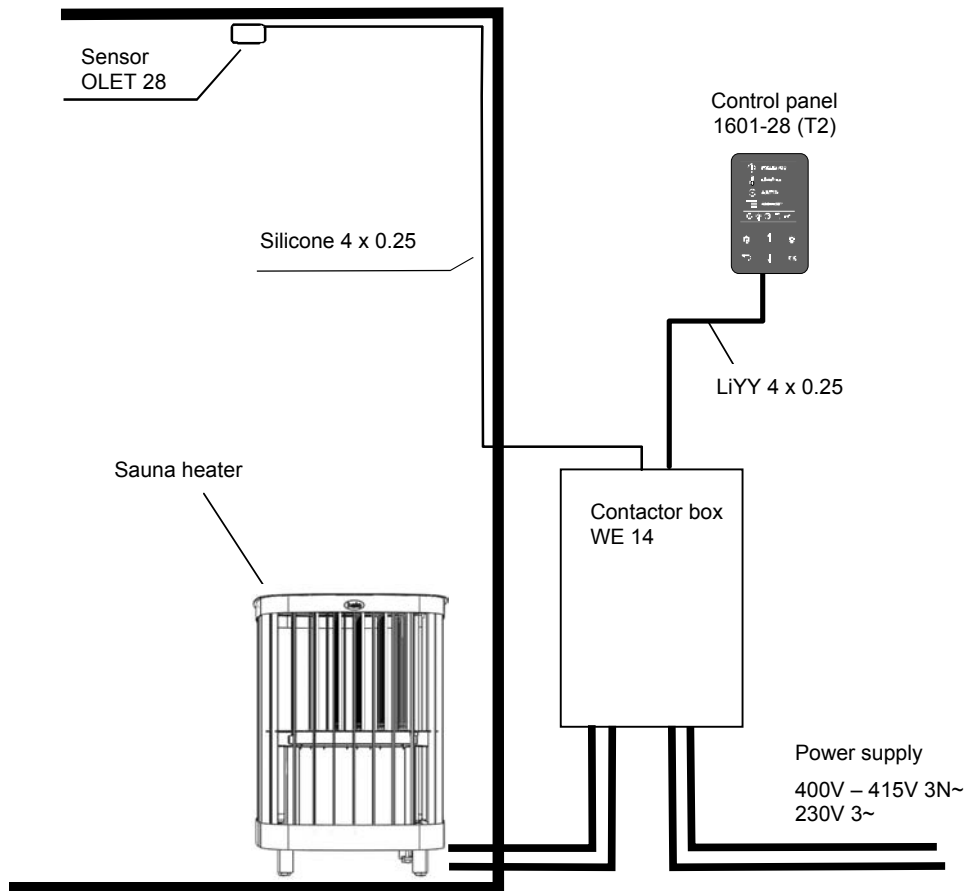 Sensor
OLET 28
Control panel
1601-28 (T2)
Silicone 4 x 0.25
LiYY 4 x 0.25
Sauna heater
Contactor box
WE 14
Power supply
400V – 415V 3N~
230V 3~